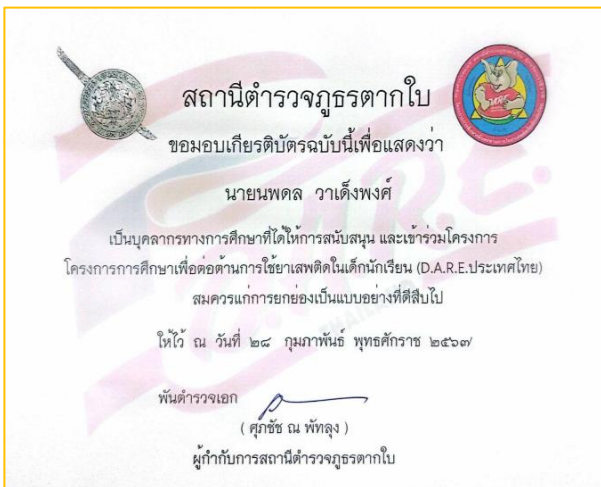 สถานีตำรวจภูธรตากใบ
ขอมอบเกียรติบัตรฉบับนี้เพื่อแสดงว่า
นายนพดล วาเด็งพงศ์
เป็นบุคลากรทางการศึกษาที่ได้ให้การสนับสนุน และเข้าร่วมโครงการ
โครงการการศึกษาเพื่อต่อต้านการใช้ยาเสพติดในเด็กนักเรียน (D.A.R.E.ประเทศไทย)
สมควรแก่การยกย่องเป็นแบบอย่างที่ดีสืบไป
ให้ไว้ ณ วันที่ ๒๘ กุมภาพันธ์ พุทธศักราช ๒๕๖๗
พันตำรวจเอก
( ศุภชัช ณ พัทลุง )
ผู้กำกับการสถานีตำรวจภูธรตากใบ
D.A.R.E.
THAILAND